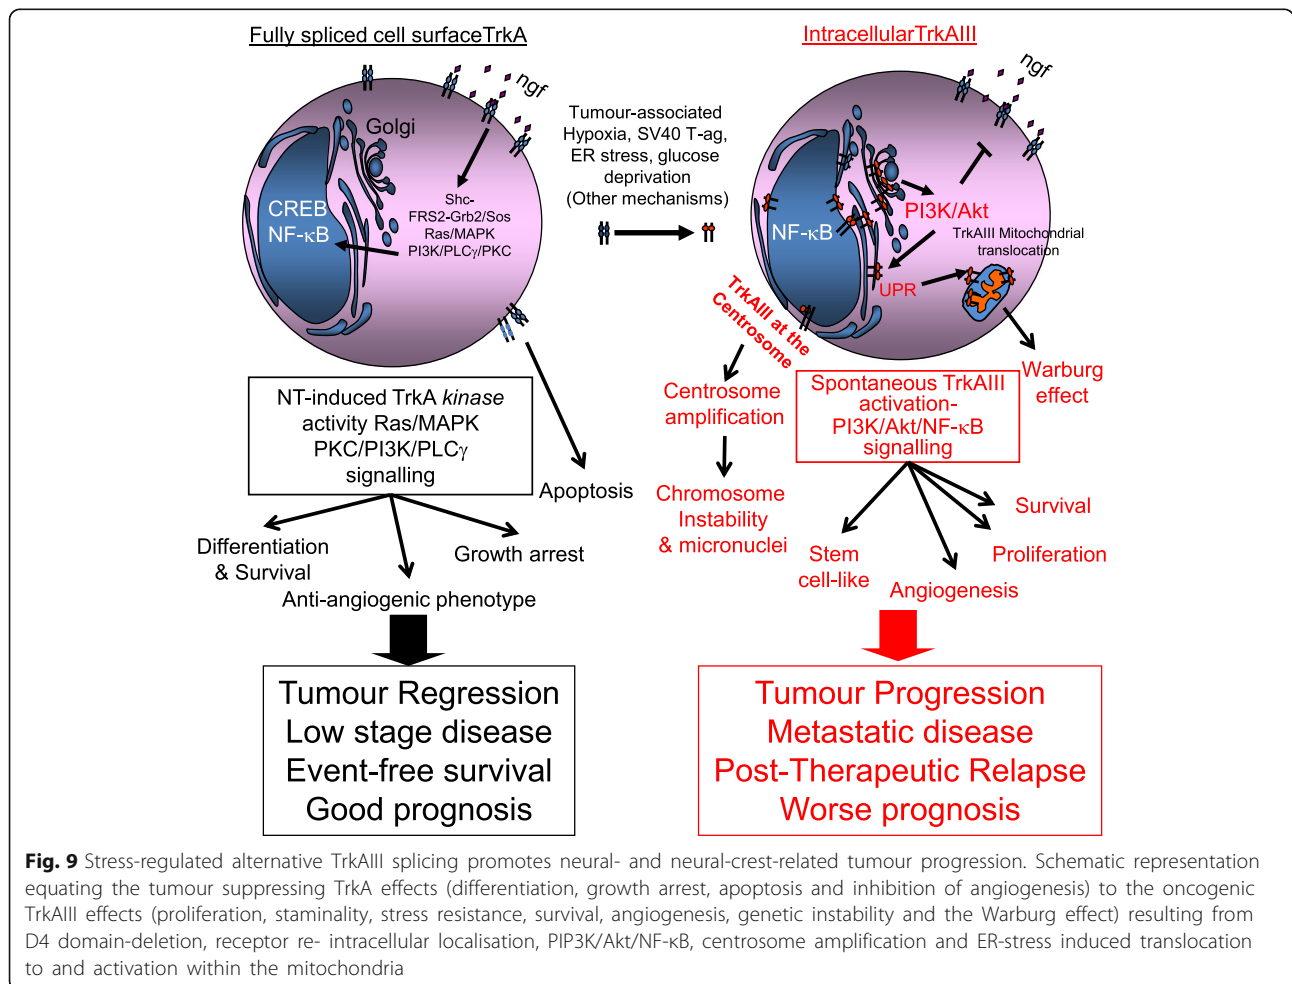 Fully spliced cell surfaceTrkA
ngf
Golgi
CREB
NF-κB
Shc-
FRS2-Grb2/Sos
Ras/MAPK
PI3K/PLCγ/PKC
NT-induced TrkA kinase
activity Ras/MAPK
PKC/PI3K/PLCγ
signalling
Apoptosis
Differentiation
& Survival
Growth arrest
Anti-angiogenic phenotype
Tumour Regression
Low stage disease
Event-free survival
Good prognosis
Tumour-associated
Hypoxia, SV40 T-ag,
ER stress, glucose
deprivation
(Other mechanisms)
IntracellularTrkAIII
ngf
NF-κB
PI3K/Akt
TrkAIII Mitochondrial
translocation
UPR
TrkAIII at the
Centrosome
Warburg
effect
Centrosome
amplification
Chromosome
Instability
& micronuclei
Spontaneous TrkAIII
activation-
PI3K/Akt/NF-κB
signalling
Survival
Proliferation
Stem
cell-like
Angiogenesis
Tumour Progression
Metastatic disease
Post-Therapeutic Relapse
Worse prognosis
Fig. 9 Stress-regulated alternative TrkAIII splicing promotes neural- and neural-crest-related tumour progression. Schematic representation
equating the tumour suppressing TrkA effects (differentiation, growth arrest, apoptosis and inhibition of angiogenesis) to the oncogenic
TrkAIII effects (proliferation, staminality, stress resistance, survival, angiogenesis, genetic instability and the Warburg effect) resulting from
D4 domain-deletion, receptor re- intracellular localisation, PIP3K/Akt/NF-κB, centrosome amplification and ER-stress induced translocation
to and activation within the mitochondria